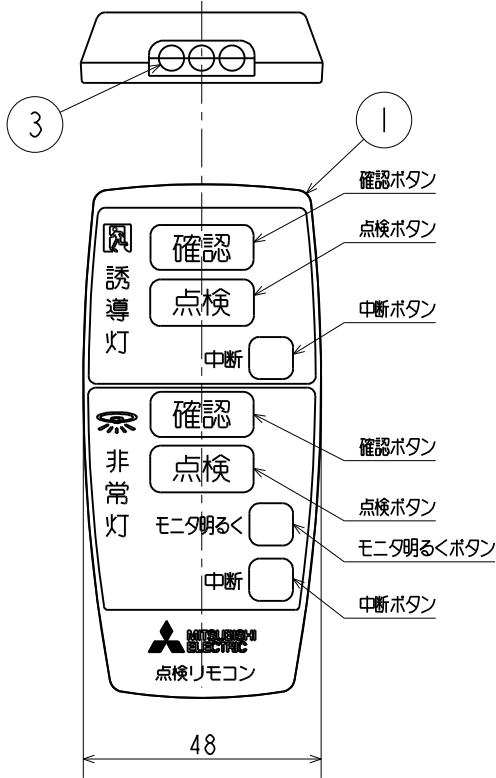 3
1
確認ボタン
確認
点検ボタン
誘導灯
点検
中断ボタン
中断
確認
確認ボタン
非常灯
点検
点検ボタン
モニタ明るく
モニタ明るくボタン
中断
中断ボタン
MITSUBISHI
ELECTRIC
点検リモコン
48